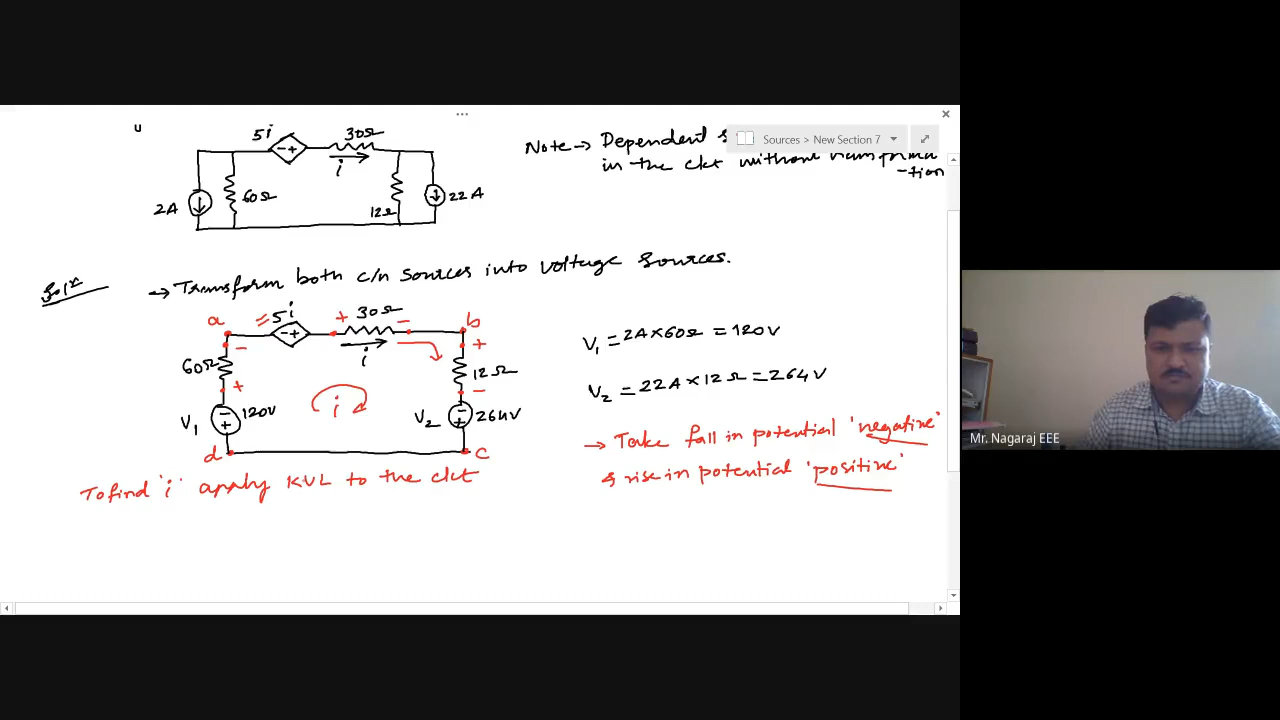 5i
30Ω
i
2A
60Ω
12Ω
22A
Note → Dependent
in the ckt without transforma
-tion
Sources > New Section 7
Solⁿ
→ Transform both c/n sources into voltage sources.
a
5i
+ 30Ω −
b
i
60Ω
12Ω
V₁
120V
i
V₂
264V
d
c
V₁ = 2A×60Ω = 120V
V₂ = 22A×12Ω = 264V
→ Take fall in potential 'negative'
& rise in potential 'positive'
To find 'i' apply KVL to the ckt
Mr. Nagaraj EEE